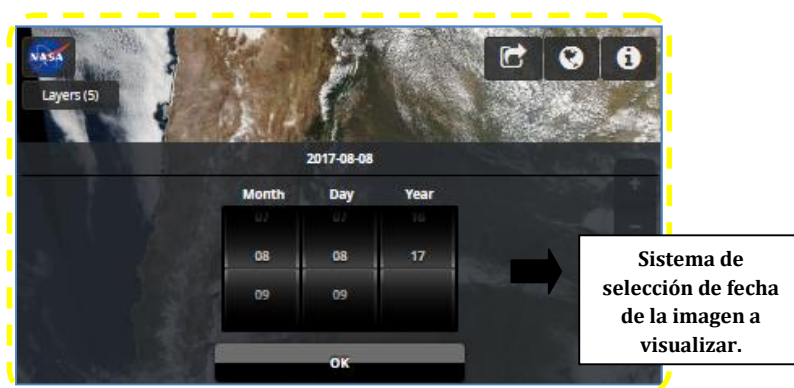 NASA
Layers (5)
2017-08-08
Month Day Year
07 07 16
08 08 17
09 09
OK
Sistema de
selección de fecha
de la imagen a
visualizar.